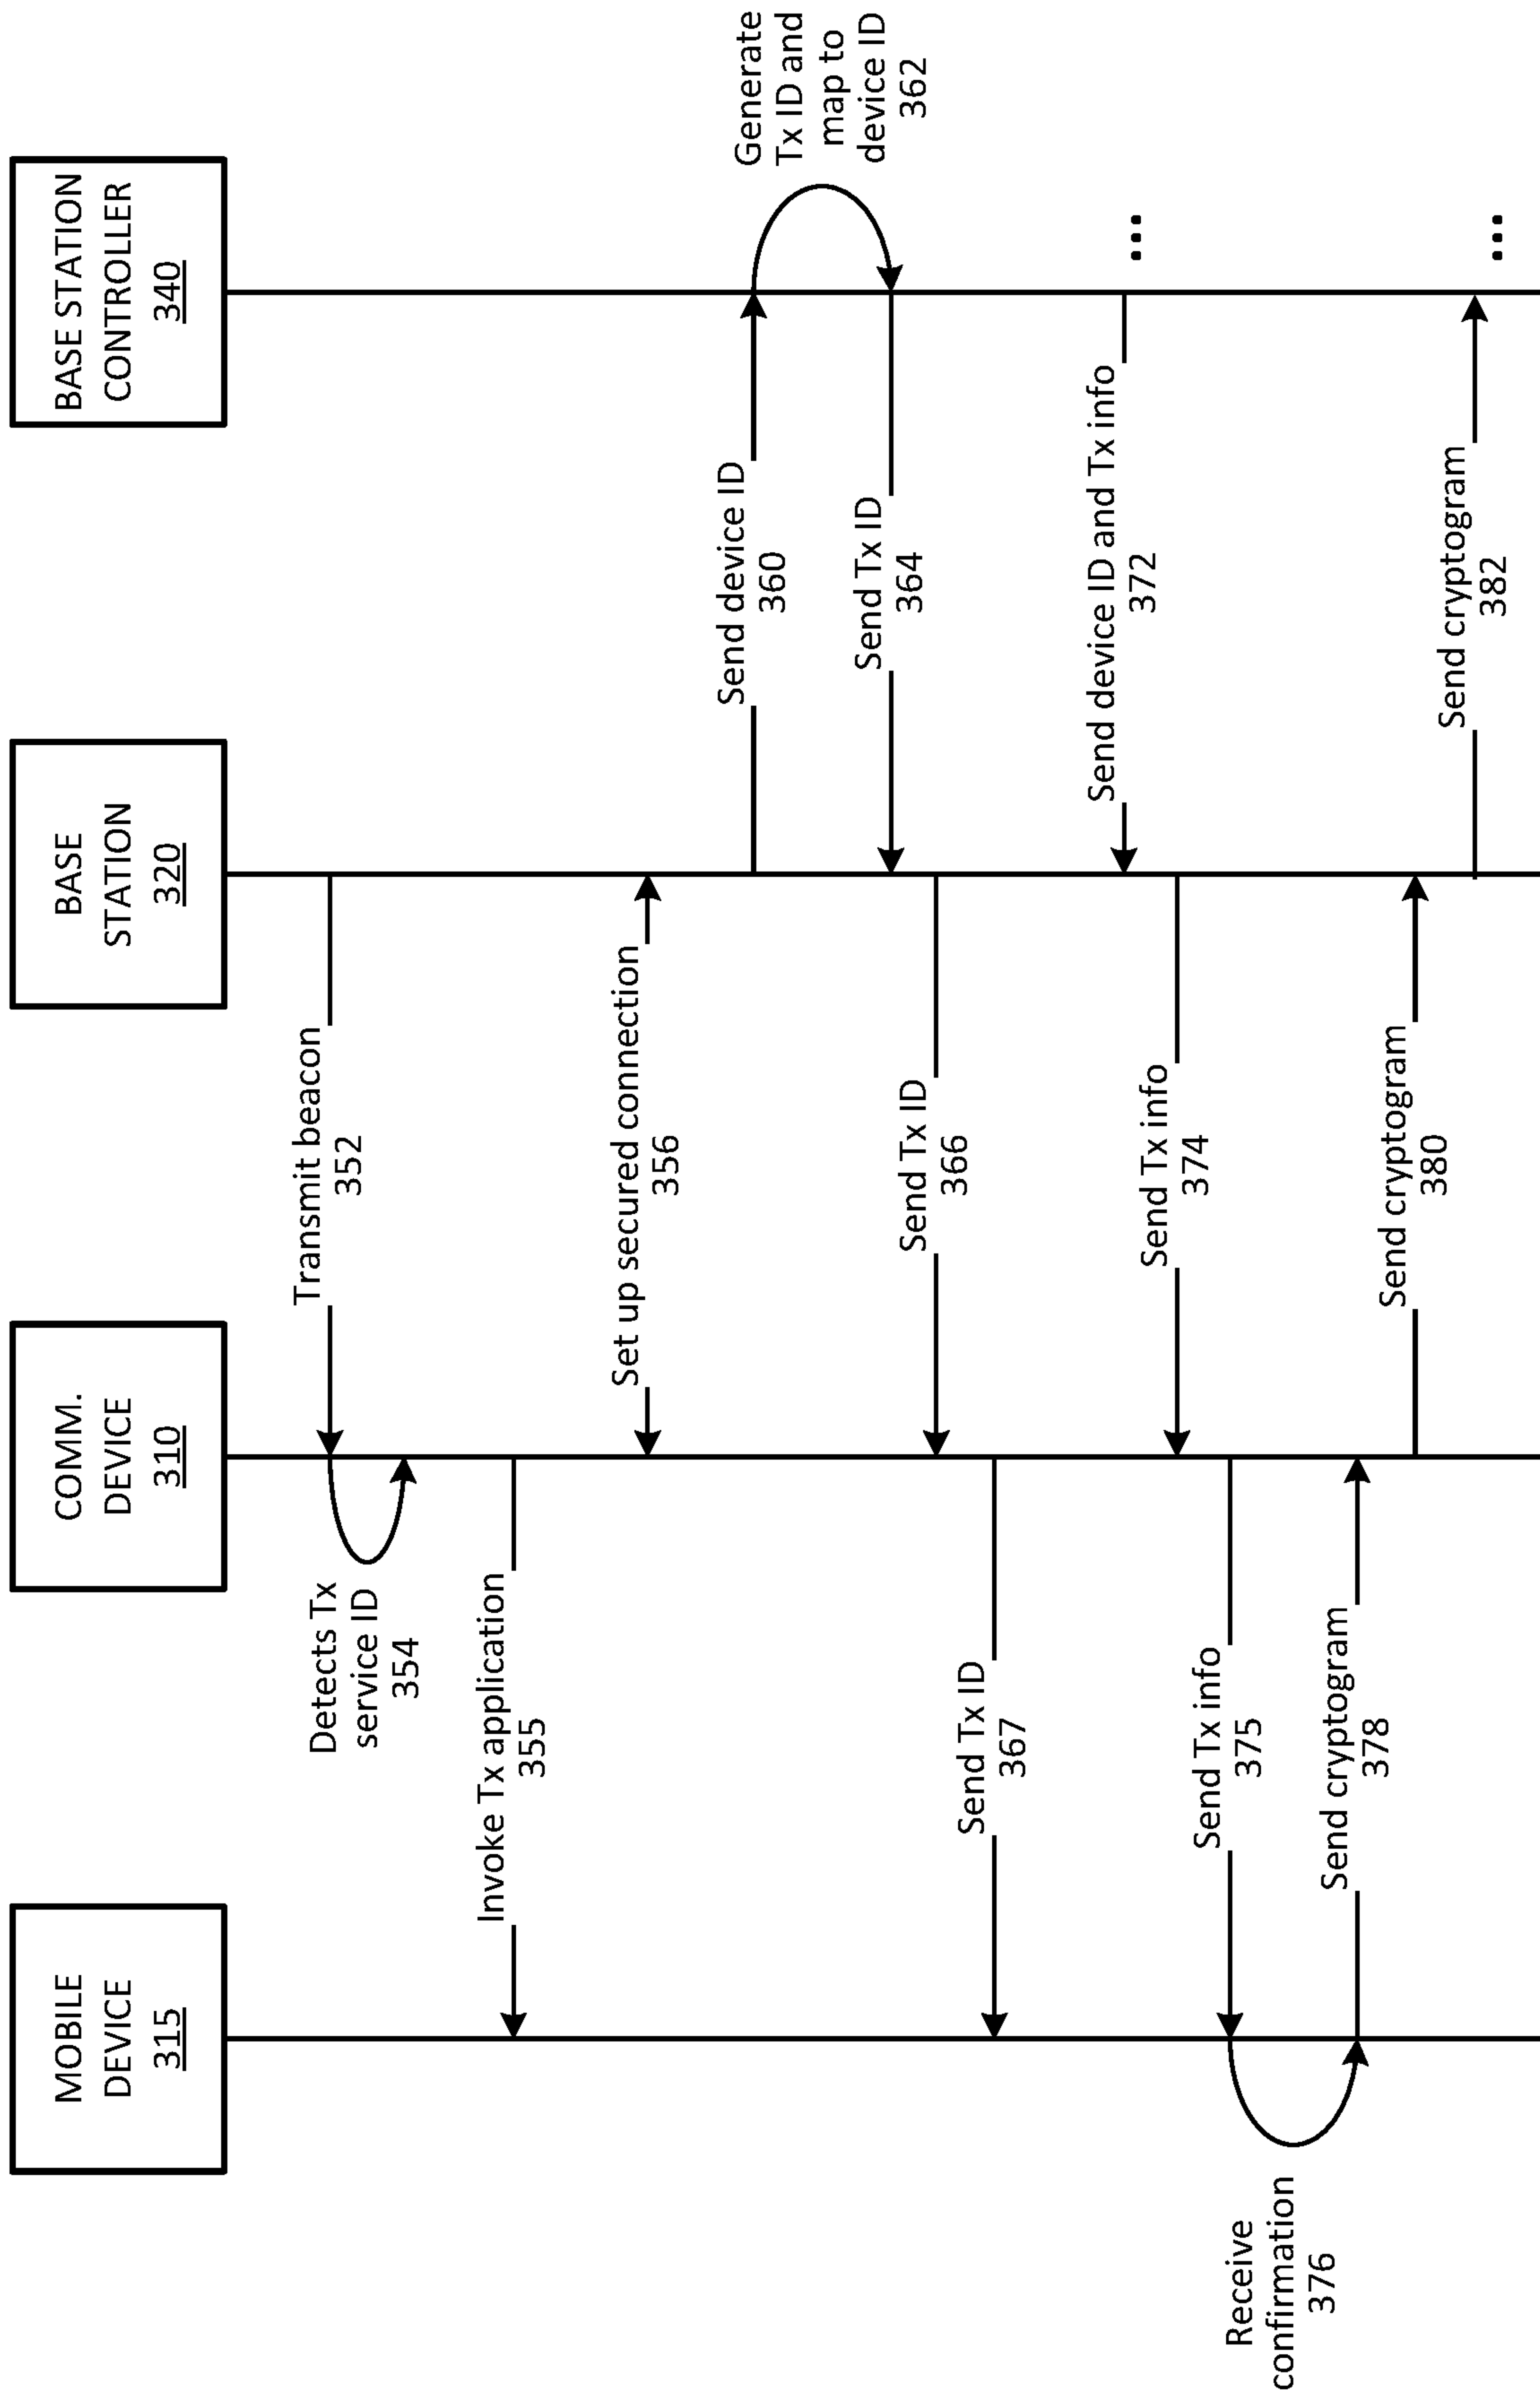 MOBILE
DEVICE
315
COMM.
DEVICE
310
BASE
STATION
320
BASE STATION
CONTROLLER
340
Transmit beacon
352
Detects Tx
service ID
354
Invoke Tx application
355
Set up secured connection
356
Send device ID
360
Generate
Tx ID and
map to
device ID
362
Send Tx ID
364
Send Tx ID
366
Send Tx ID
367
Send device ID and Tx info
372
...
Send Tx info
374
Send Tx info
375
Receive
confirmation
376
Send cryptogram
378
Send cryptogram
380
Send cryptogram
382
...